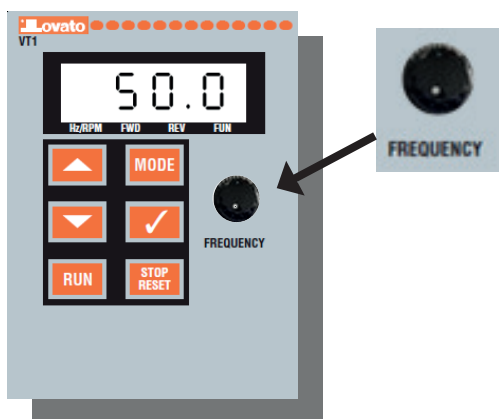 Lovato
VT1
50.0
Hz/RPM FWD REV FUN
MODE
RUN
STOP
RESET
FREQUENCY
FREQUENCY